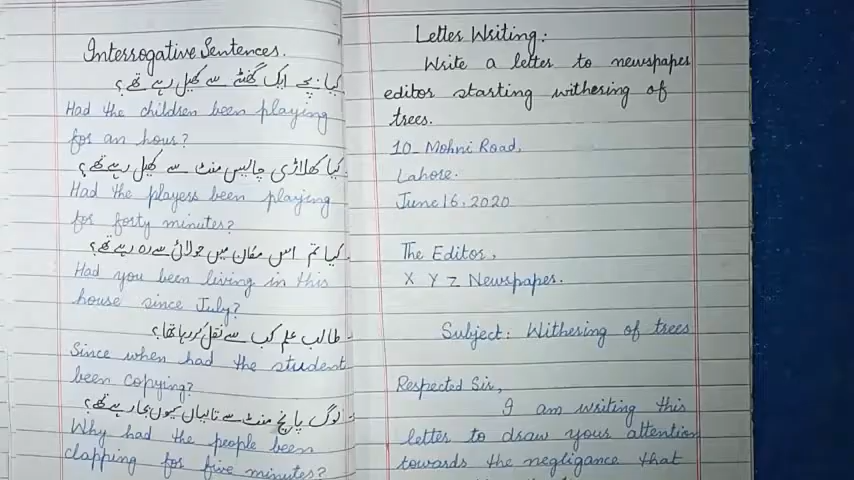 Interrogative Sentences.
کیا بچے ایک گھنٹے سے کھیل رہے تھے؟
Had the children been playing
for an hour?
کیا کھلاڑی چالیس منٹ سے کھیل رہے تھے؟
Had the players been playing
for forty minutes?
کیا تم اس مکان میں جولائی سے رہ رہے تھے؟
Had you been living in this
house since July?
طالب علم کب سے نقل کر رہا تھا؟
Since when had the student
been copying?
لوگ پانچ منٹ سے تالیاں کیوں بجا رہے تھے؟
Why had the people been
clapping for five minutes?
Letter Writing:
Write a letter to newspaper
editor starting withering of
trees.
10_ Mohni Road,
Lahore.
June 16, 2020
The Editor,
X Y Z Newspaper.
Subject: Withering of trees
Respected Sir,
I am writing this
letter to draw your attention
towards the negligance that